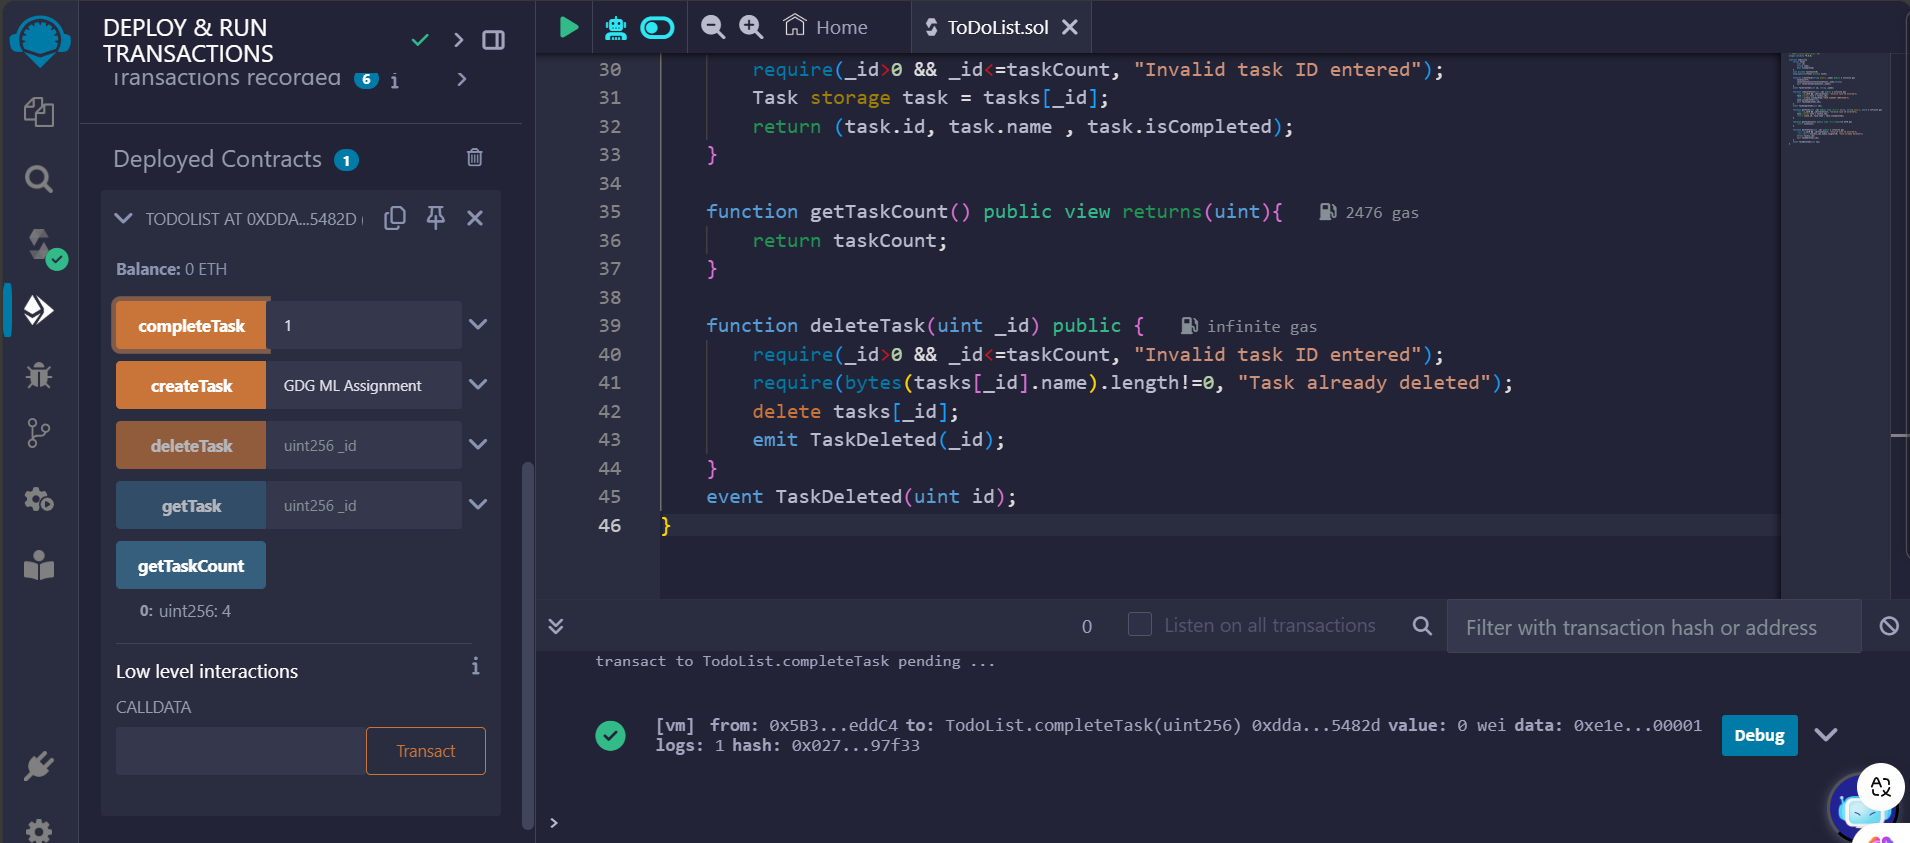 DEPLOY & RUN
TRANSACTIONS
Transactions recorded 6 i
Deployed Contracts 1
TODOLIST AT 0XDDA...5482D (
Balance: 0 ETH
completeTask 1
createTask GDG ML Assignment
deleteTask uint256 _id
getTask uint256 _id
getTaskCount
0: uint256: 4
Low level interactions i
CALLDATA
Transact
Home ToDoList.sol
30 require(_id>0 && _id<=taskCount, "Invalid task ID entered");
31 Task storage task = tasks[_id];
32 return (task.id, task.name , task.isCompleted);
33 }
34
35 function getTaskCount() public view returns(uint){ 2476 gas
36 return taskCount;
37 }
38
39 function deleteTask(uint _id) public { infinite gas
40 require(_id>0 && _id<=taskCount, "Invalid task ID entered");
41 require(bytes(tasks[_id].name).length!=0, "Task already deleted");
42 delete tasks[_id];
43 emit TaskDeleted(_id);
44 }
45 event TaskDeleted(uint id);
46 }
0 Listen on all transactions Filter with transaction hash or address
transact to TodoList.completeTask pending ...
[vm] from: 0x5B3...eddC4 to: TodoList.completeTask(uint256) 0xdda...5482d value: 0 wei data: 0xe1e...00001
logs: 1 hash: 0x027...97f33
Debug
>